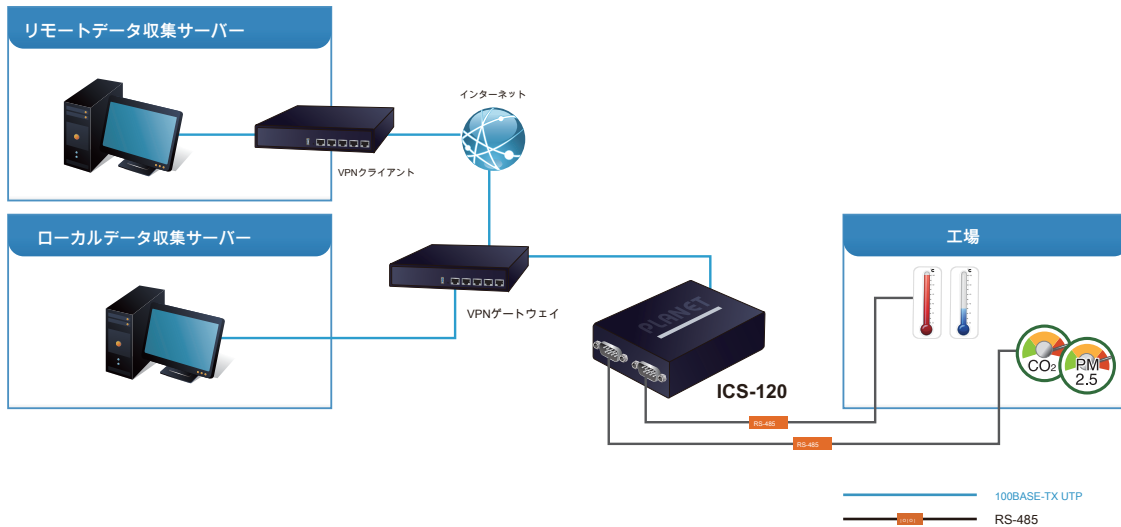 リモートデータ収集サーバー
インターネット
VPNクライアント
ローカルデータ収集サーバー
VPNゲートウェイ
PLANET
ICS-120
工場
°C
°C
CO2
PM
2.5
RS-485
RS-485
100BASE-TX UTP
RS-485